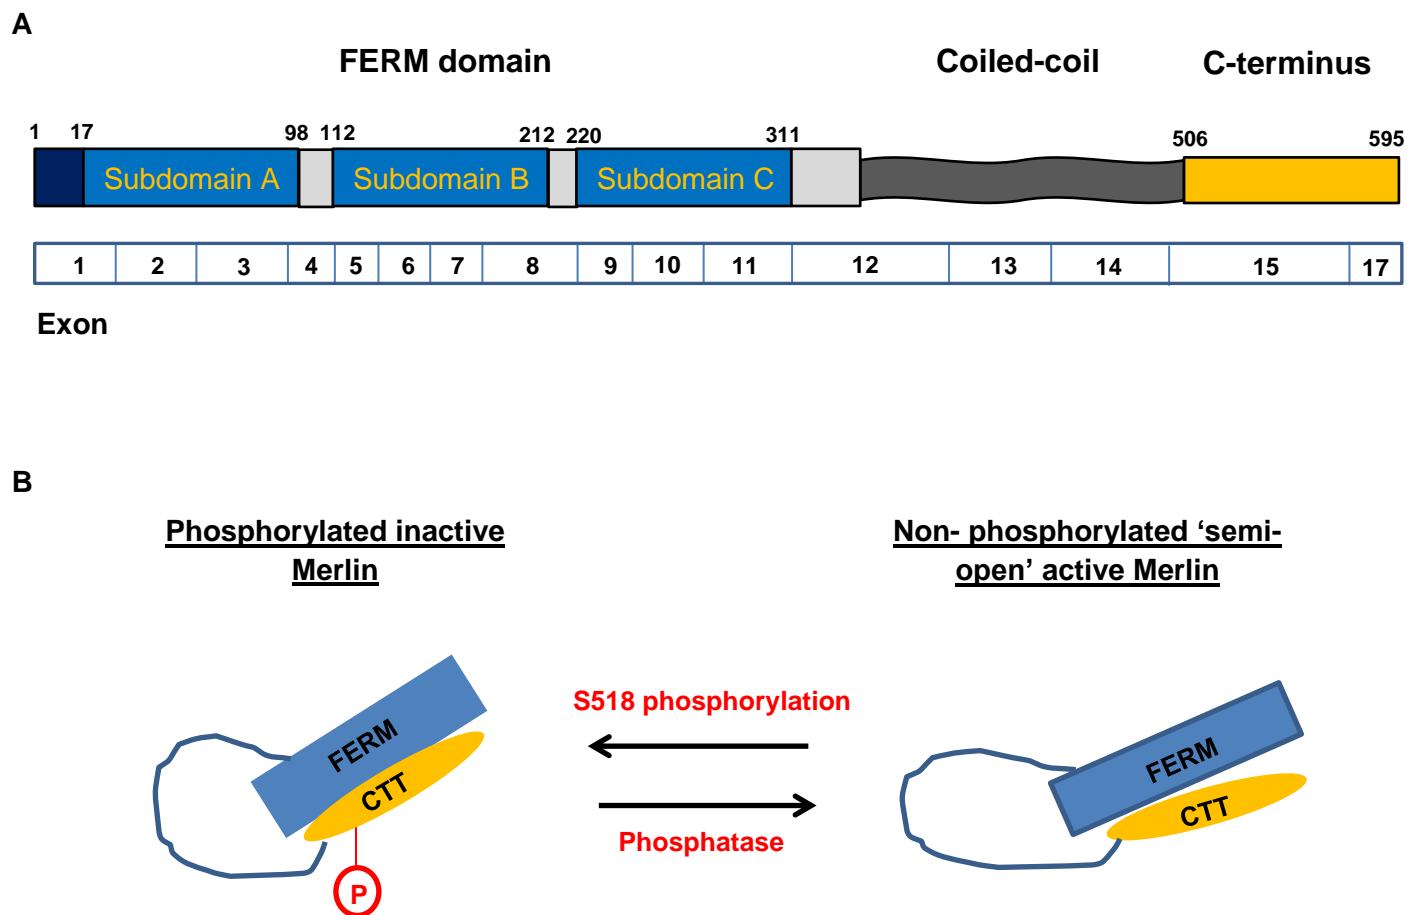 A
FERM domain
Coiled-coil
C-terminus
1 17 98 112 212 220 311 506 595
Subdomain A Subdomain B Subdomain C
1 2 3 4 5 6 7 8 9 10 11 12 13 14 15 17
Exon
B
Phosphorylated inactive
Merlin
Non- phosphorylated ‘semi-
open’ active Merlin
S518 phosphorylation
Phosphatase
FERM
CTT
P
FERM
CTT